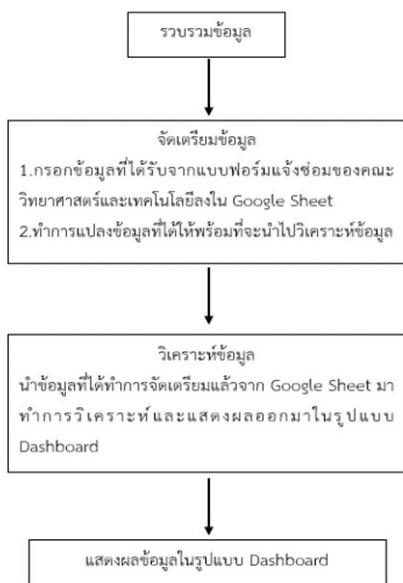 รวบรวมข้อมูล
จัดเตรียมข้อมูล
1.กรอกข้อมูลที่ได้รับจากแบบฟอร์มแจ้งซ่อมของคณะ
วิทยาศาสตร์และเทคโนโลยีลงใน Google Sheet
2.ทำการแปลงข้อมูลที่ได้ให้พร้อมที่จะนำไปวิเคราะห์ข้อมูล
วิเคราะห์ข้อมูล
นำข้อมูลที่ได้ทำการจัดเตรียมแล้วจาก Google Sheet มา
ทำการวิเคราะห์และแสดงผลออกมาในรูปแบบ
Dashboard
แสดงผลข้อมูลในรูปแบบ Dashboard